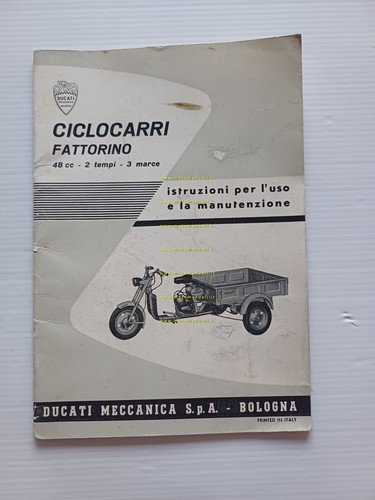 DUCATI
MECCANICA
CICLOCARRI
FATTORINO
48 cc - 2 tempi - 3 marce
istruzioni per l'uso
e la manutenzione
DUCATI MECCANICA S.p.A. - BOLOGNA
PRINTED IN ITALY